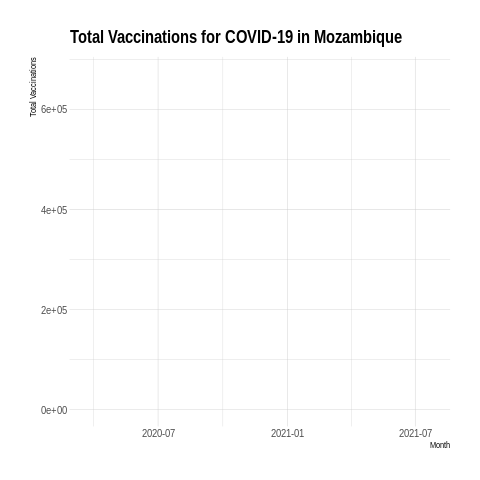 Total Vaccinations for COVID-19 in Mozambique
Total Vaccinations
6e+05
4e+05
2e+05
0e+00
2020-07
2021-01
2021-07
Month